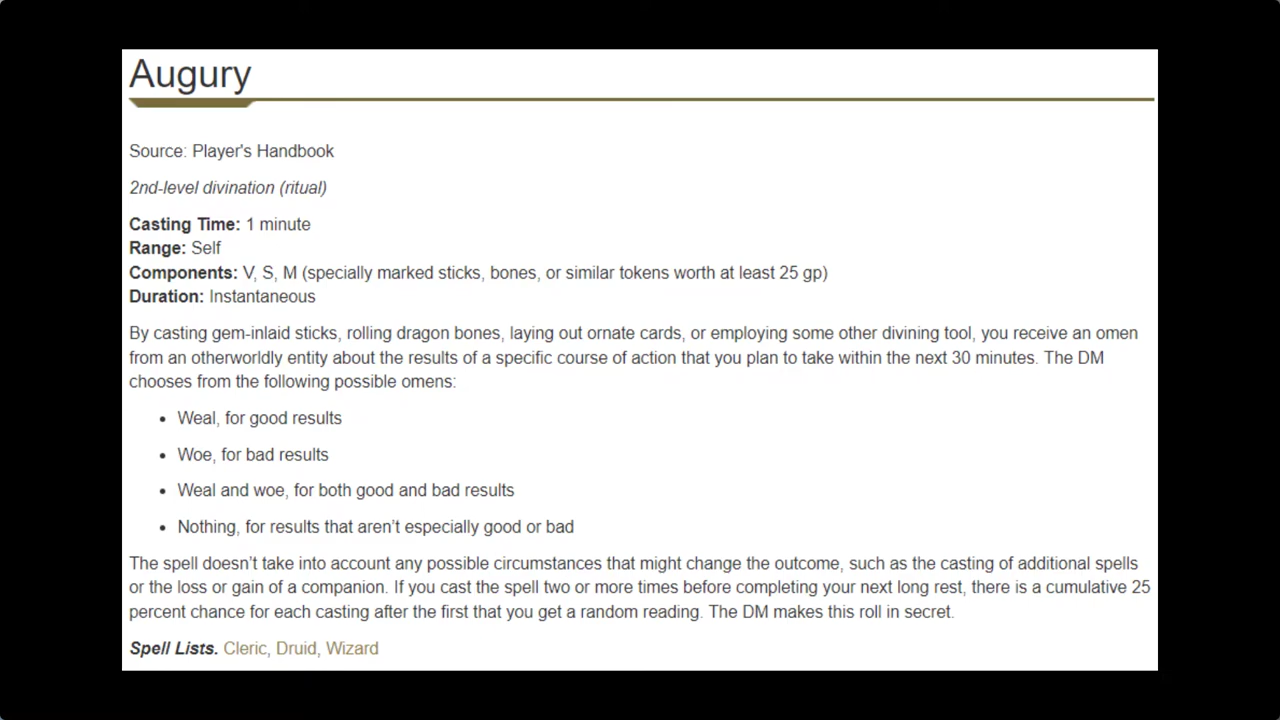 Augury
Source: Player's Handbook
2nd-level divination (ritual)
Casting Time: 1 minute
Range: Self
Components: V, S, M (specially marked sticks, bones, or similar tokens worth at least 25 gp)
Duration: Instantaneous
By casting gem-inlaid sticks, rolling dragon bones, laying out ornate cards, or employing some other divining tool, you receive an omen
from an otherworldly entity about the results of a specific course of action that you plan to take within the next 30 minutes. The DM
chooses from the following possible omens:
• Weal, for good results
• Woe, for bad results
• Weal and woe, for both good and bad results
• Nothing, for results that aren’t especially good or bad
The spell doesn’t take into account any possible circumstances that might change the outcome, such as the casting of additional spells
or the loss or gain of a companion. If you cast the spell two or more times before completing your next long rest, there is a cumulative 25
percent chance for each casting after the first that you get a random reading. The DM makes this roll in secret.
Spell Lists. Cleric, Druid, Wizard